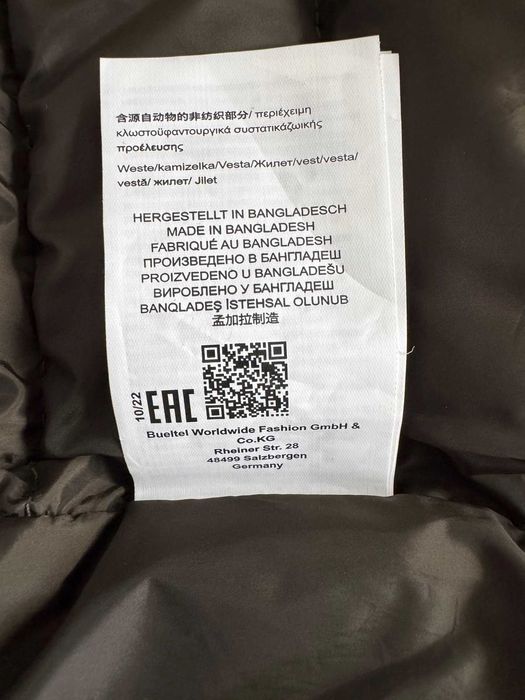 含源自动物的非纺织部分/ περιέχειμη
κλωστοϋφαντουργικά συστατικάζωικής
προέλευσης
Weste/kamizelka/Vesta/Жилет/vest/vesta/
vestă/ жилет/ Jilet
HERGESTELLT IN BANGLADESCH
MADE IN BANGLADESH
FABRIQUÉ AU BANGLADESH
ПРОИЗВЕДЕНО В БАНГЛАДЕШ
PROIZVEDENO U BANGLADEŠU
ВИРОБЛЕНО У БАНГЛАДЕШ
BANQLADEŞ İSTEHSAL OLUNUB
孟加拉制造
10/22
EAC
Bueltel Worldwide Fashion GmbH &
Co.KG
Rheiner Str. 28
48499 Salzbergen
Germany